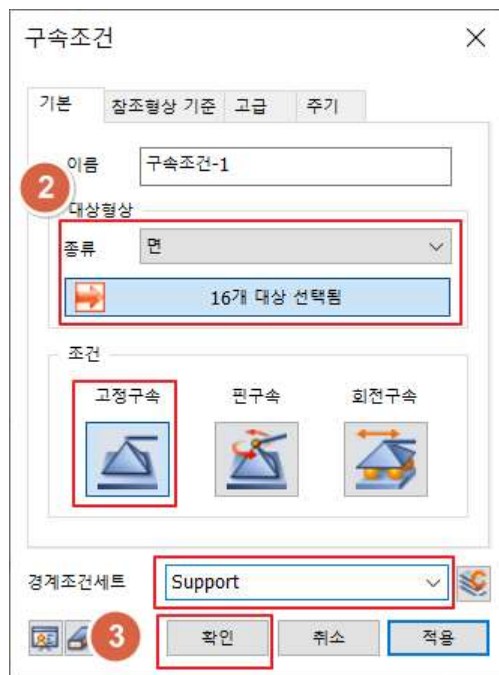 구속조건
기본 참조형상 기준 고급 주기
이름 구속조건-1
2
대상형상
종류 면
16개 대상 선택됨
조건
고정구속 핀구속 회전구속
경계조건세트 Support
3 확인 취소 적용